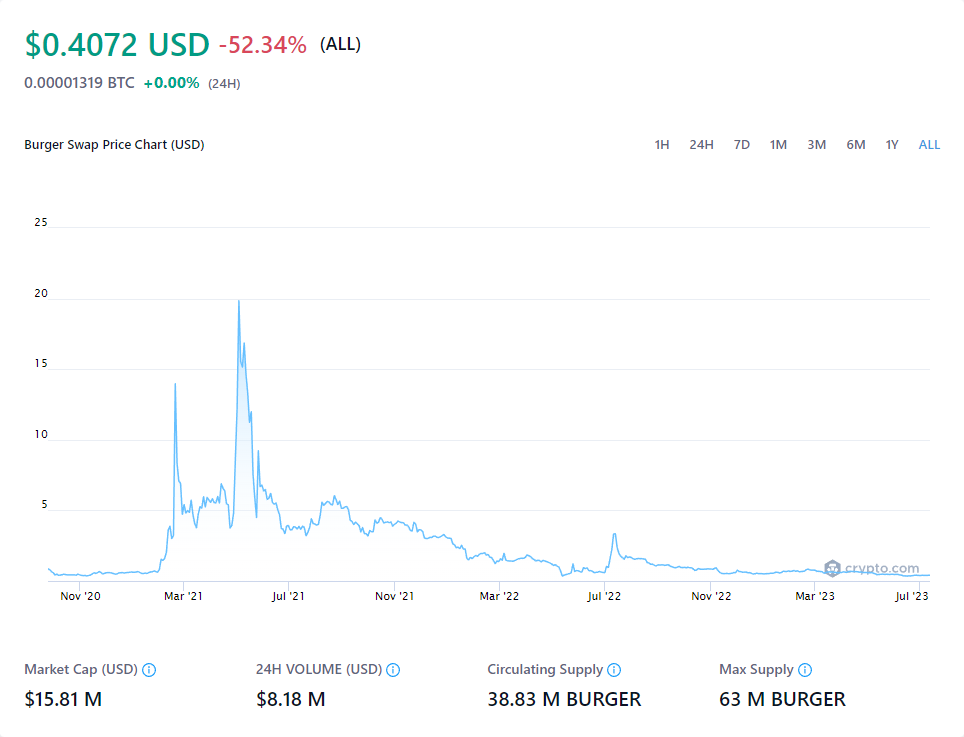 $0.4072 USD -52.34% (ALL)
0.00001319 BTC +0.00% (24H)
Burger Swap Price Chart (USD) 1H 24H 7D 1M 3M 6M 1Y ALL
25
20
15
10
5
crypto.com
Nov '20 Mar '21 Jul '21 Nov '21 Mar '22 Jul '22 Nov '22 Mar '23 Jul '23
Market Cap (USD) 24H VOLUME (USD) Circulating Supply Max Supply
$15.81 M $8.18 M 38.83 M BURGER 63 M BURGER